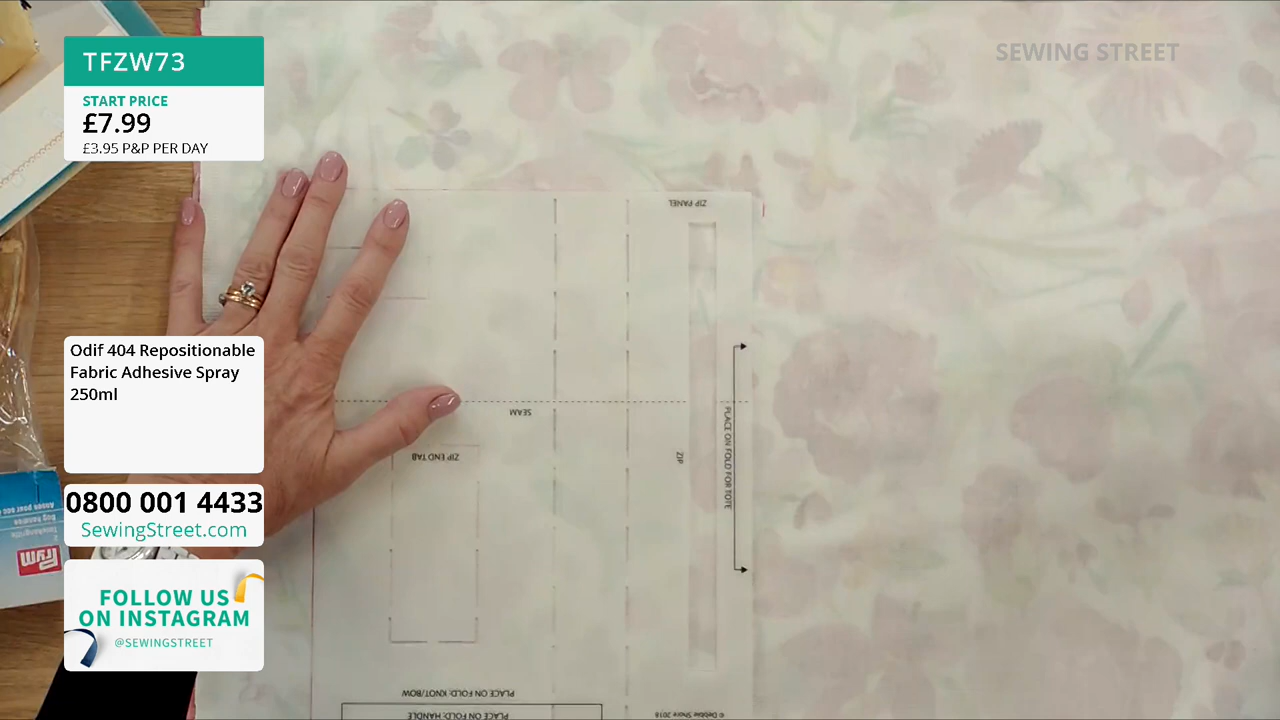 TFZW73
START PRICE
£7.99
£3.95 P&P PER DAY
SEWING STREET
Odif 404 Repositionable
Fabric Adhesive Spray
250ml
0800 001 4433
SewingStreet.com
FOLLOW US
ON INSTAGRAM
@SEWINGSTREET
ZIP PANEL
SEAM
ZIP END TAB
ZIP
PLACE ON FOLD FOR TOTE
PLACE ON FOLD: KNOT/BOW
PLACE ON FOLD: HANDLE
© Debbie Shore 2018
Prym